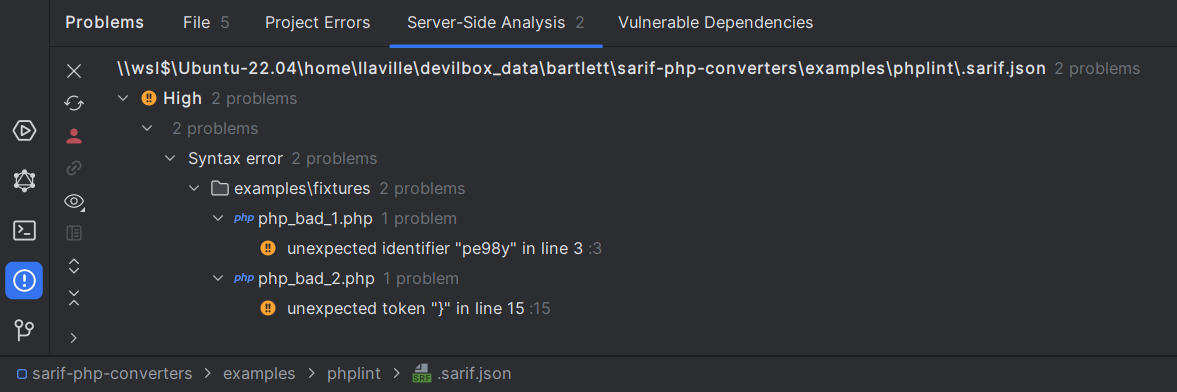 Problems File 5 Project Errors Server-Side Analysis 2 Vulnerable Dependencies
\\wsl$\Ubuntu-22.04\home\llaville\devilbox_data\bartlett\sarif-php-converters\examples\phplint\.sarif.json 2 problems
High 2 problems
2 problems
Syntax error 2 problems
examples\fixtures 2 problems
php php_bad_1.php 1 problem
unexpected identifier "pe98y" in line 3 :3
php php_bad_2.php 1 problem
unexpected token "}" in line 15 :15
sarif-php-converters > examples > phplint > SRF .sarif.json